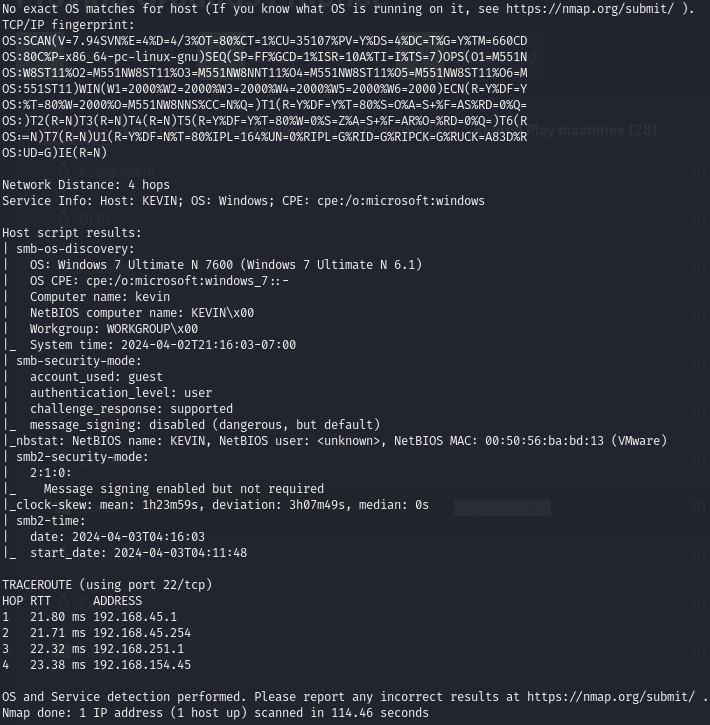 No exact OS matches for host (If you know what OS is running on it, see https://nmap.org/submit/ ).
TCP/IP fingerprint:
OS:SCAN(V=7.94SVN%E=4%D=4/3%OT=80%CT=1%CU=35107%PV=Y%DS=4%DC=T%G=Y%TM=660CD
OS:80C%P=x86_64-pc-linux-gnu)SEQ(SP=FF%GCD=1%ISR=10A%TI=I%TS=7)OPS(O1=M551N
OS:W8ST11%O2=M551NW8ST11%O3=M551NW8NNT11%O4=M551NW8ST11%O5=M551NW8ST11%O6=M
OS:551ST11)WIN(W1=2000%W2=2000%W3=2000%W4=2000%W5=2000%W6=2000)ECN(R=Y%DF=Y
OS:%T=80%W=2000%O=M551NW8NNS%CC=N%Q=)T1(R=Y%DF=Y%T=80%S=O%A=S+%F=AS%RD=0%Q=
OS:)T2(R=N)T3(R=N)T4(R=N)T5(R=Y%DF=Y%T=80%W=0%S=Z%A=S+%F=AR%O=%RD=0%Q=)T6(R
OS:=N)T7(R=N)U1(R=Y%DF=N%T=80%IPL=164%UN=0%RIPL=G%RID=G%RIPCK=G%RUCK=A83D%R
Play machines (28)
OS:UD=G)IE(R=N)
Assignment
Network Distance: 4 hops
Service Info: Host: KEVIN; OS: Windows; CPE: cpe:/o:microsoft:windows
GLPI
Host script results:
| smb-os-discovery:
|   OS: Windows 7 Ultimate N 7600 (Windows 7 Ultimate N 6.1)
|   OS CPE: cpe:/o:microsoft:windows_7::-
|   Computer name: kevin
|   NetBIOS computer name: KEVIN\x00
|   Workgroup: WORKGROUP\x00
|_  System time: 2024-04-02T21:16:03-07:00
| smb-security-mode:
|   account_used: guest
|   authentication_level: user
|   challenge_response: supported
|_  message_signing: disabled (dangerous, but default)
|_nbstat: NetBIOS name: KEVIN, NetBIOS user: <unknown>, NetBIOS MAC: 00:50:56:ba:bd:13 (VMware)
| smb2-security-mode:
|   2:1:0:
|_    Message signing enabled but not required
|_clock-skew: mean: 1h23m59s, deviation: 3h07m49s, median: 0s
| smb2-time:
|   date: 2024-04-03T04:16:03
|_  start_date: 2024-04-03T04:11:48

TRACEROUTE (using port 22/tcp)
HOP RTT      ADDRESS
1   21.80 ms 192.168.45.1
2   21.71 ms 192.168.45.254
3   22.32 ms 192.168.251.1
4   23.38 ms 192.168.154.45

OS and Service detection performed. Please report any incorrect results at https://nmap.org/submit/ .
Nmap done: 1 IP address (1 host up) scanned in 114.46 seconds